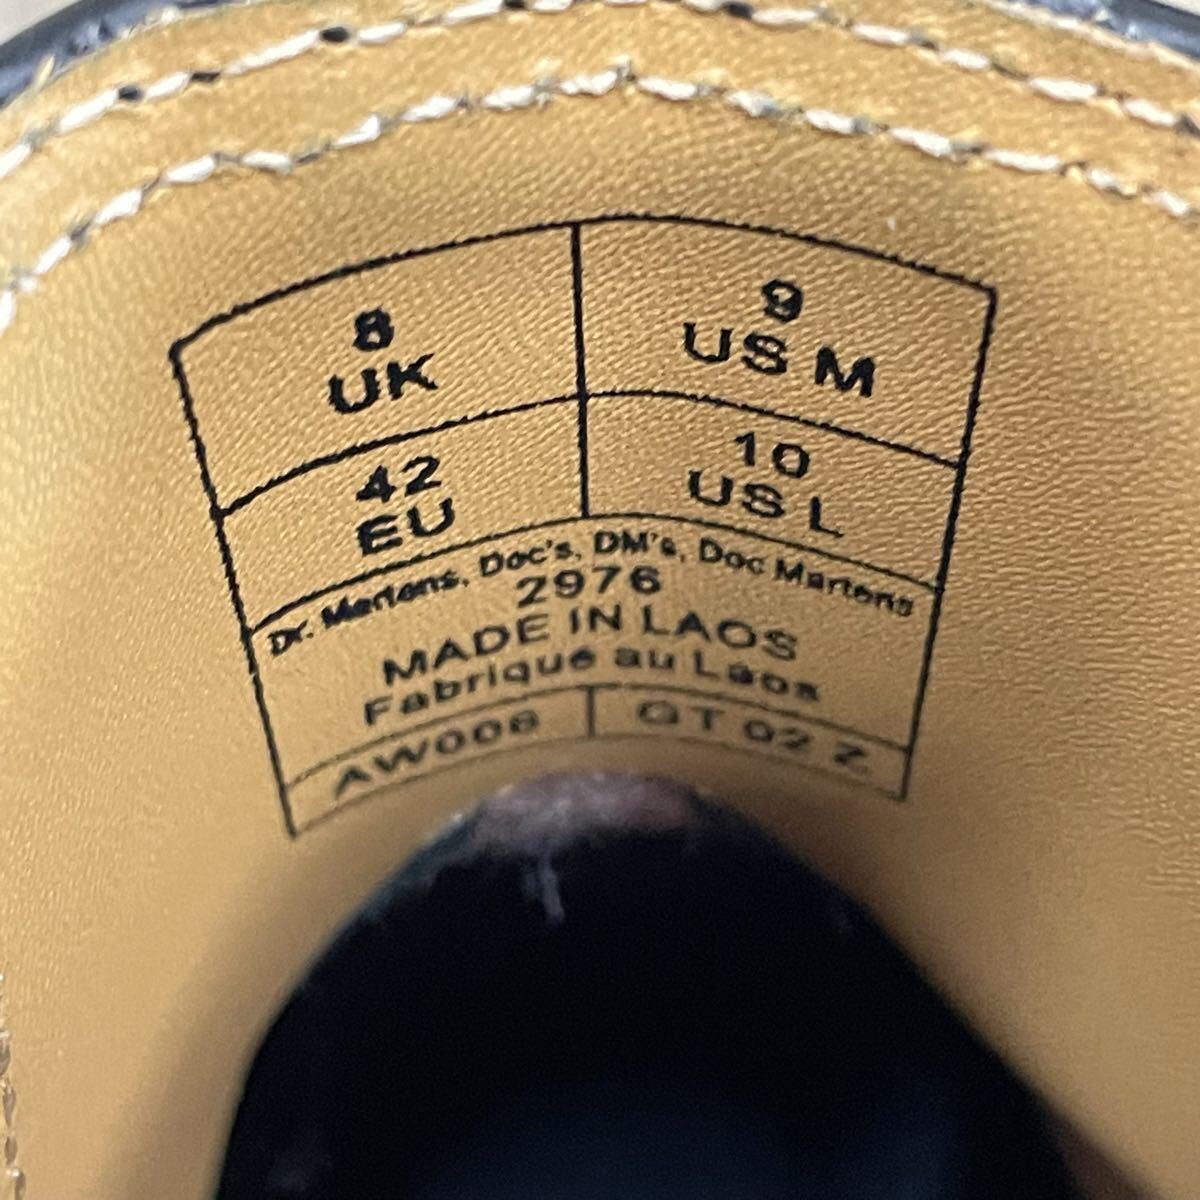 8
UK
9
US M
42
EU
10
US L
Dr. Martens, Doc's, DM's, Doc Martens
2976
MADE IN LAOS
Fabriqué au Laos
AW006
GT 02 Z